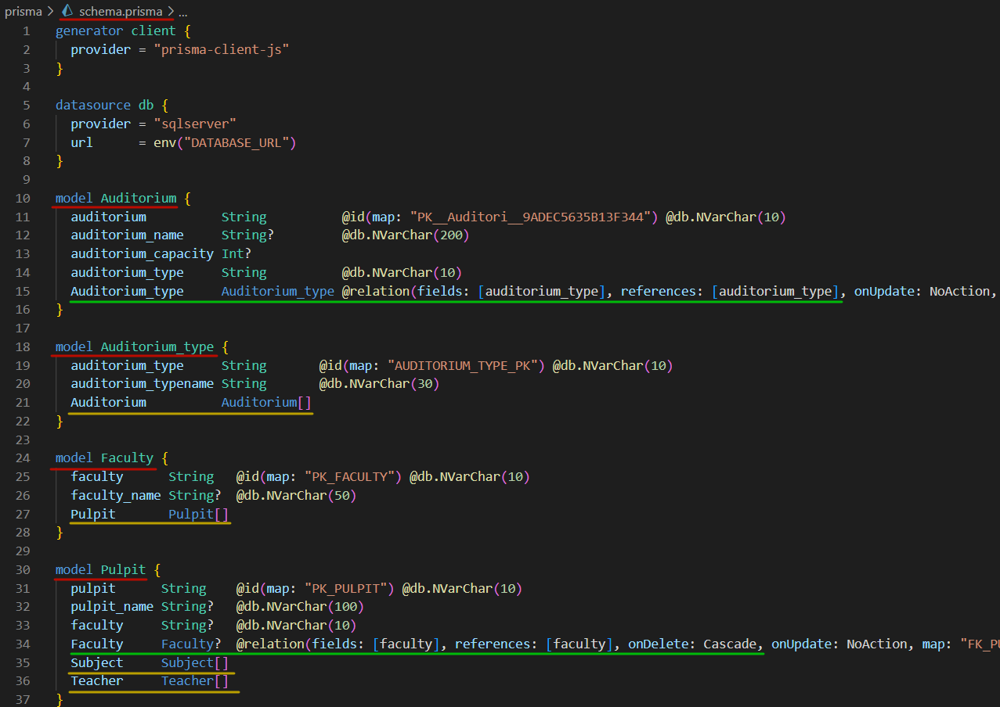 prisma > schema.prisma > ...
1 generator client {
2   provider = "prisma-client-js"
3 }
4
5 datasource db {
6   provider = "sqlserver"
7   url      = env("DATABASE_URL")
8 }
9
10 model Auditorium {
11   auditorium          String          @id(map: "PK__Auditori__9ADEC5635B13F344") @db.NVarChar(10)
12   auditorium_name     String?         @db.NVarChar(200)
13   auditorium_capacity Int?
14   auditorium_type     String          @db.NVarChar(10)
15   Auditorium_type     Auditorium_type @relation(fields: [auditorium_type], references: [auditorium_type], onUpdate: NoAction,
16 }
17
18 model Auditorium_type {
19   auditorium_type     String       @id(map: "AUDITORIUM_TYPE_PK") @db.NVarChar(10)
20   auditorium_typename String       @db.NVarChar(30)
21   Auditorium          Auditorium[]
22 }
23
24 model Faculty {
25   faculty      String   @id(map: "PK_FACULTY") @db.NVarChar(10)
26   faculty_name String?  @db.NVarChar(50)
27   Pulpit       Pulpit[]
28 }
29
30 model Pulpit {
31   pulpit      String    @id(map: "PK_PULPIT") @db.NVarChar(10)
32   pulpit_name String?   @db.NVarChar(100)
33   faculty     String?   @db.NVarChar(10)
34   Faculty     Faculty?  @relation(fields: [faculty], references: [faculty], onDelete: Cascade, onUpdate: NoAction, map: "FK_PU
35   Subject     Subject[]
36   Teacher     Teacher[]
37 }